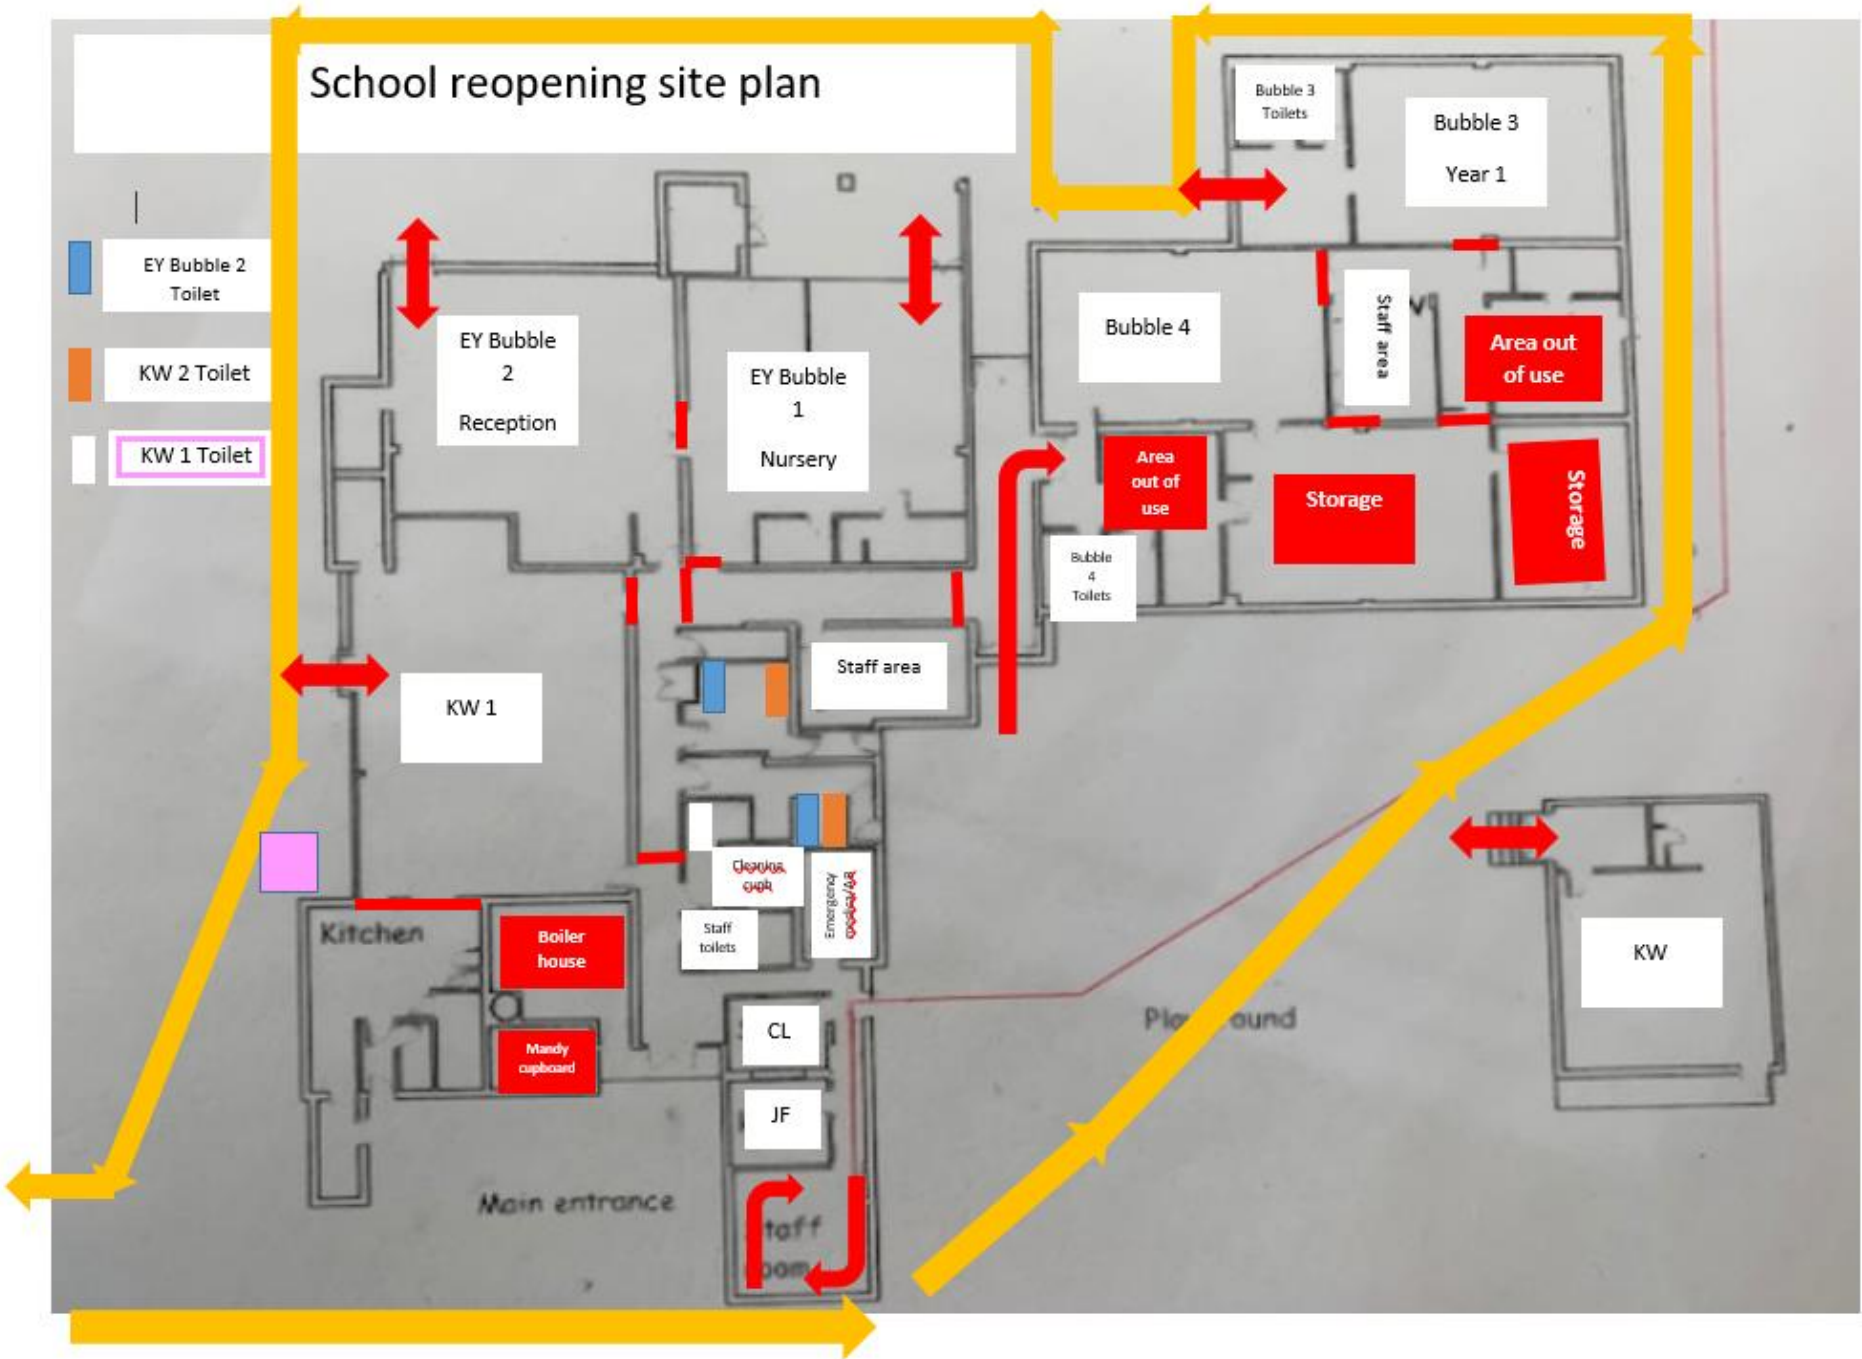 School reopening site plan
Bubble 3
Toilets
Bubble 3
Year 1
EY Bubble 2
Toilet
KW 2 Toilet
KW 1 Toilet
EY Bubble
2
Reception
EY Bubble
1
Nursery
Bubble 4
Staff area
Area out
of use
Area
out of
use
Storage
Storage
Bubble
4
Toilets
Staff area
KW 1
Cleaning
Emergency
Staff
toilets
Kitchen
Boiler
house
Mandy
cupboard
CL
JF
KW
Main entrance